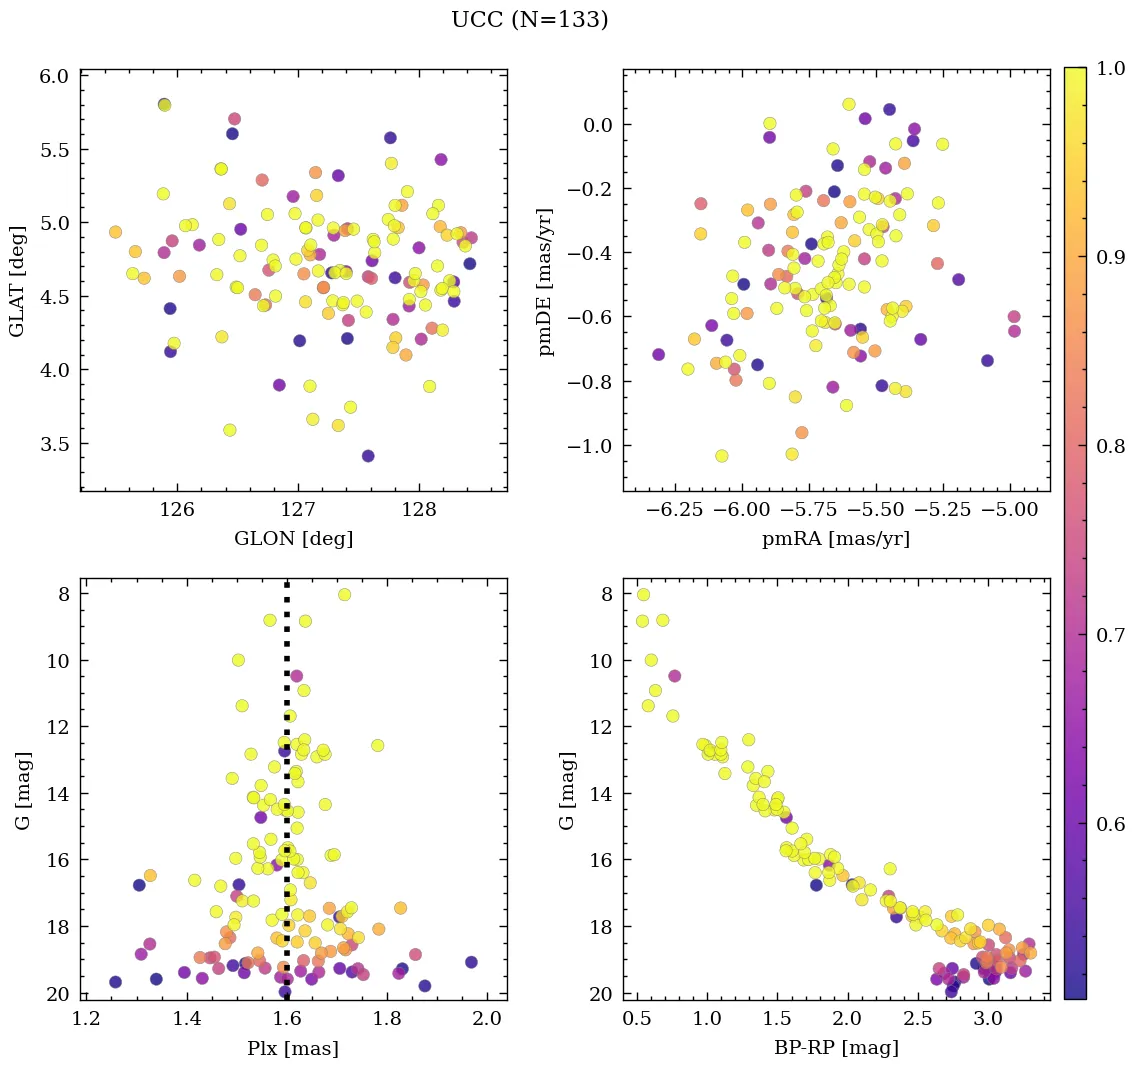 UCC (N=133)
6.0
5.5
5.0
4.5
4.0
3.5
GLAT [deg]
126 127 128
GLON [deg]
0.0
−0.2
−0.4
−0.6
−0.8
−1.0
pmDE [mas/yr]
−6.25 −6.00 −5.75 −5.50 −5.25 −5.00
pmRA [mas/yr]
1.0
0.9
0.8
0.7
0.6
8
10
12
14
16
18
20
G [mag]
1.2 1.4 1.6 1.8 2.0
Plx [mas]
8
10
12
14
16
18
20
G [mag]
0.5 1.0 1.5 2.0 2.5 3.0
BP-RP [mag]